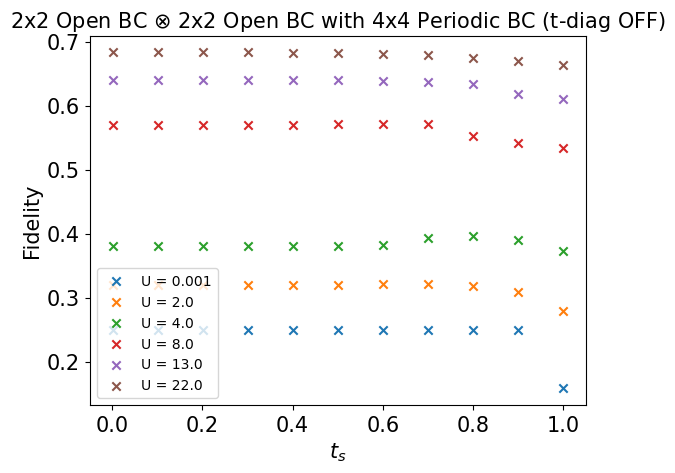 2x2 Open BC ⊗ 2x2 Open BC with 4x4 Periodic BC (t-diag OFF)
Fidelity
0.7
0.6
0.5
0.4
0.3
0.2
U = 0.001
U = 2.0
U = 4.0
U = 8.0
U = 13.0
U = 22.0
0.0 0.2 0.4 0.6 0.8 1.0
t_s